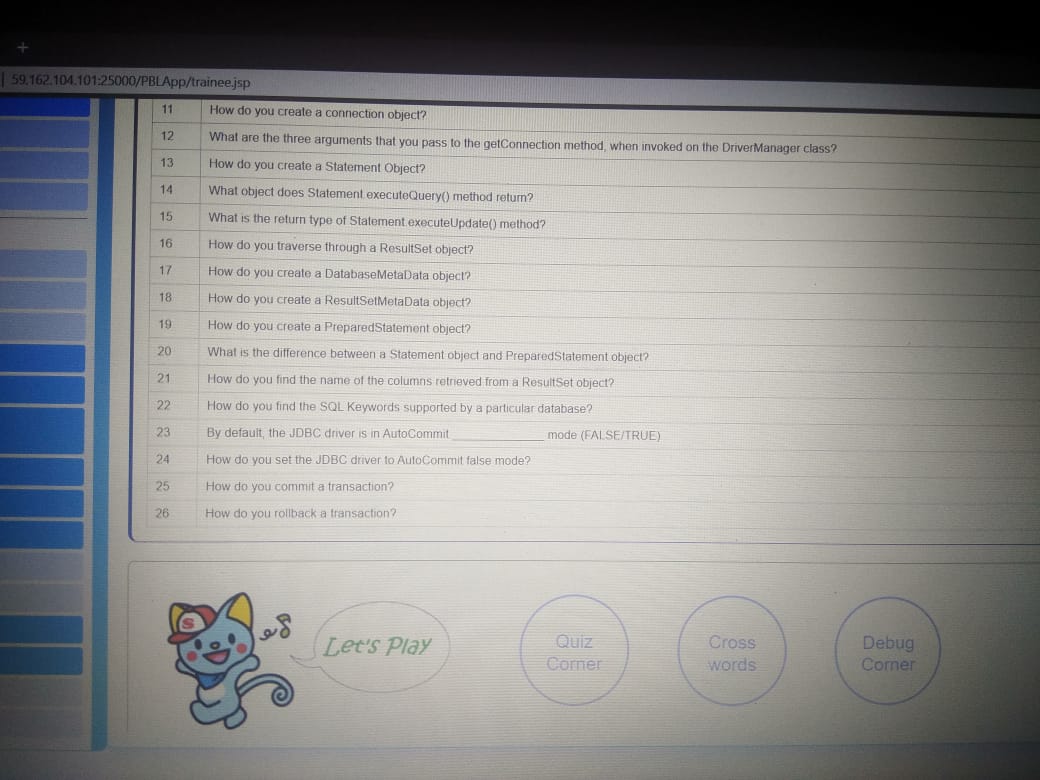 +
59.162.104.101:25000/PBLApp/trainee.jsp
11 How do you create a connection object?
12 What are the three arguments that you pass to the getConnection method, when invoked on the DriverManager class?
13 How do you create a Statement Object?
14 What object does Statement.executeQuery() method return?
15 What is the return type of Statement.executeUpdate() method?
16 How do you traverse through a ResultSet object?
17 How do you create a DatabaseMetaData object?
18 How do you create a ResultSetMetaData object?
19 How do you create a PreparedStatement object?
20 What is the difference between a Statement object and PreparedStatement object?
21 How do you find the name of the columns retrieved from a ResultSet object?
22 How do you find the SQL Keywords supported by a particular database?
23 By default, the JDBC driver is in AutoCommit ______________ mode (FALSE/TRUE)
24 How do you set the JDBC driver to AutoCommit false mode?
25 How do you commit a transaction?
26 How do you rollback a transaction?
S
Let's Play
Quiz
Corner
Cross
words
Debug
Corner